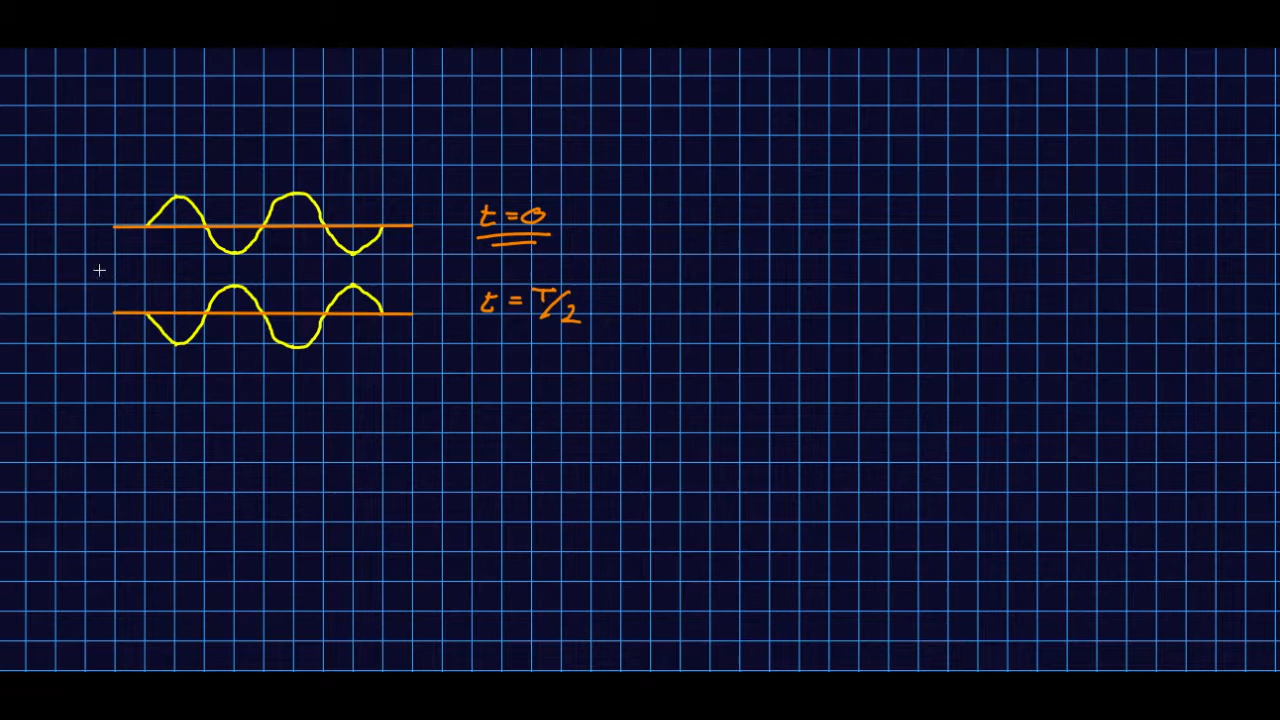 t = 0
t = T/2